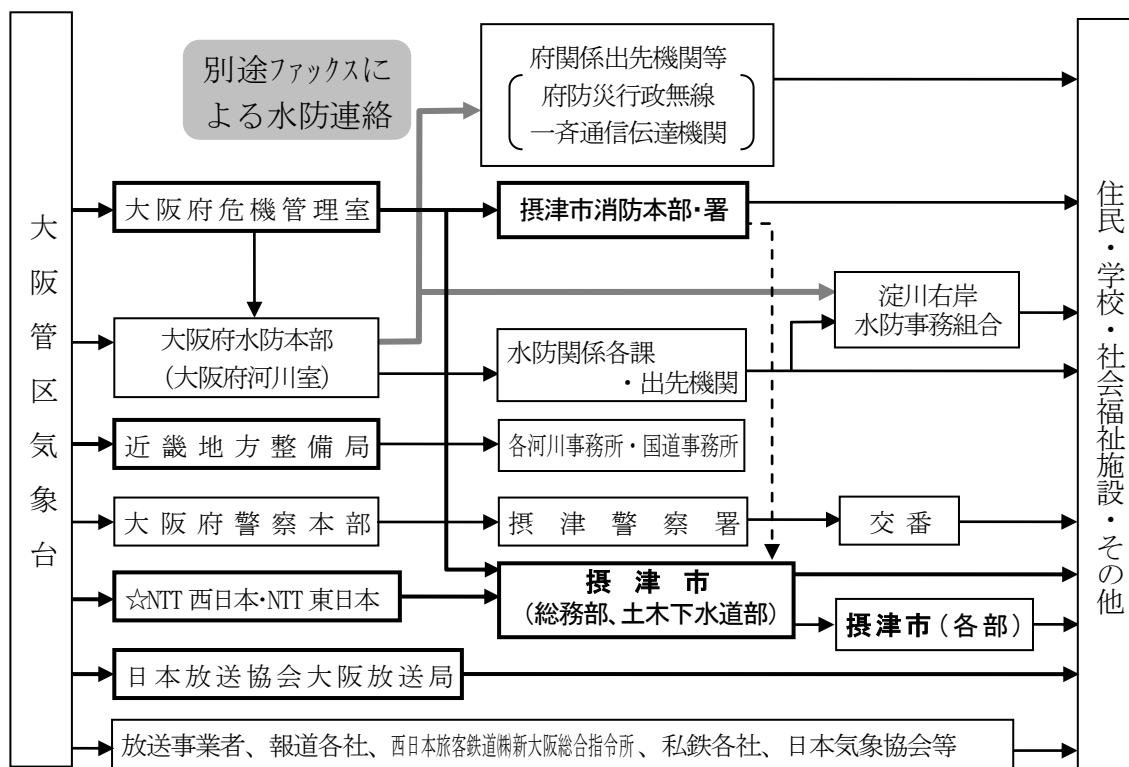 別途ファックスに
よる水防連絡
府関係出先機関等
府防災行政無線
一斉通信伝達機関
大阪管区気象台
大阪府危機管理室
摂津市消防本部・署
大阪府水防本部
(大阪府河川室)
水防関係各課
・出先機関
淀川右岸
水防事務組合
近畿地方整備局
各河川事務所・国道事務所
大阪府警察本部
摂津警察署
交番
☆NTT西日本・NTT東日本
摂津市
(総務部、土木下水道部)
摂津市(各部)
日本放送協会大阪放送局
放送事業者、報道各社、西日本旅客鉄道㈱新大阪総合指令所、私鉄各社、日本気象協会等
住民・学校・社会福祉施設・その他